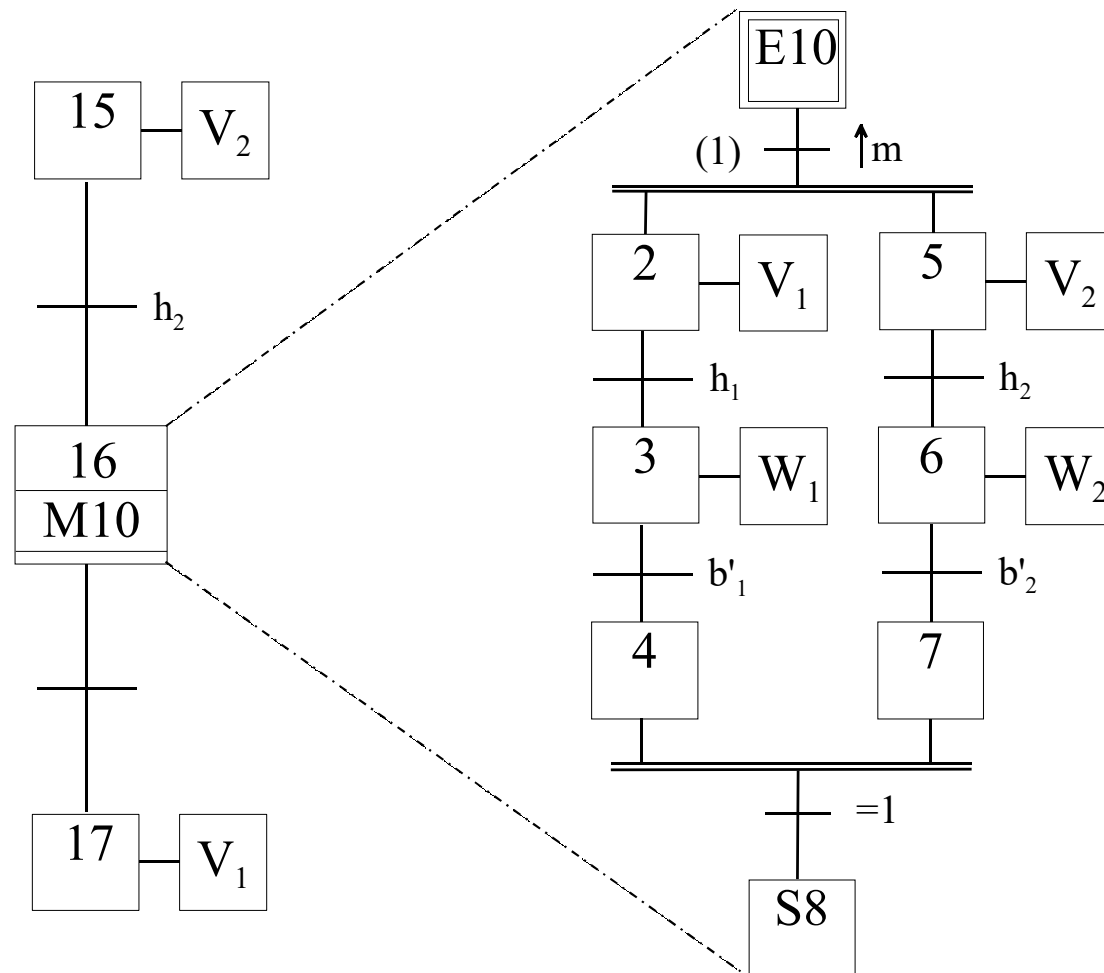 15
V₂
h₂
16
M10
17
V₁
E10
(1)
↑m
2
V₁
5
V₂
h₁
h₂
3
W₁
6
W₂
b'₁
b'₂
4
7
=1
S8